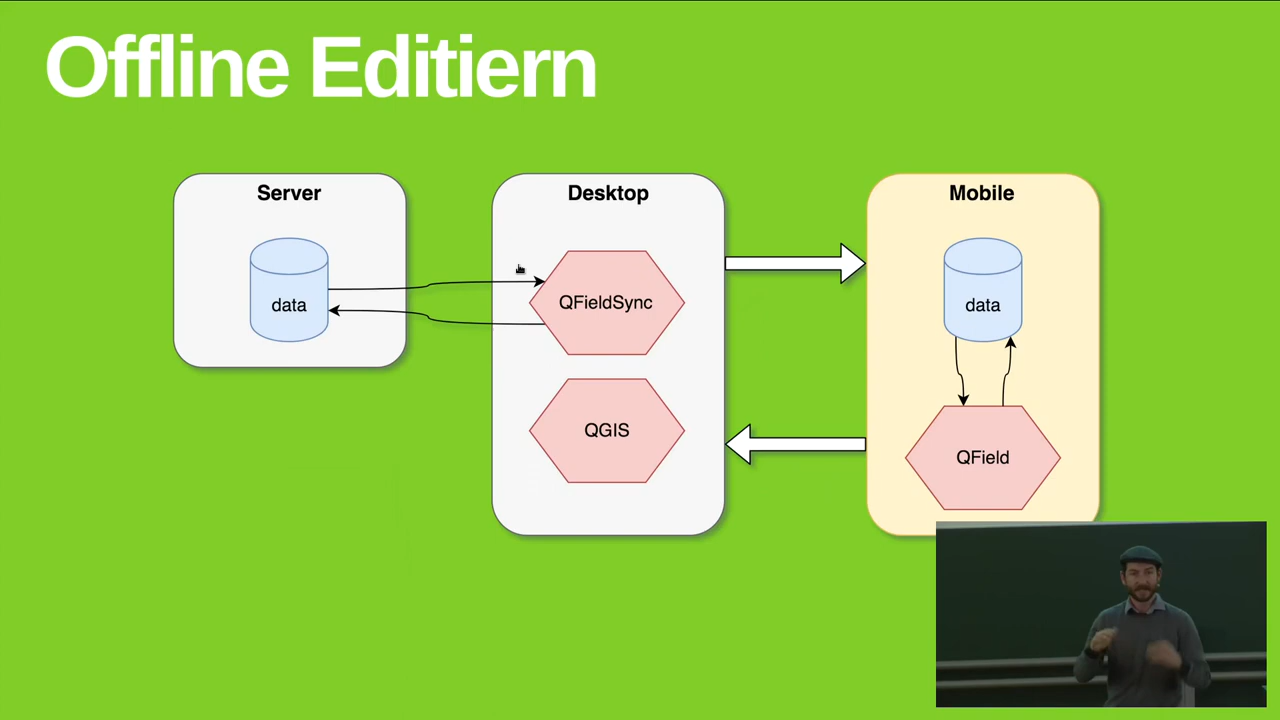 Offline Editiern
Server
Desktop
Mobile
data
QFieldSync
data
QGIS
QField